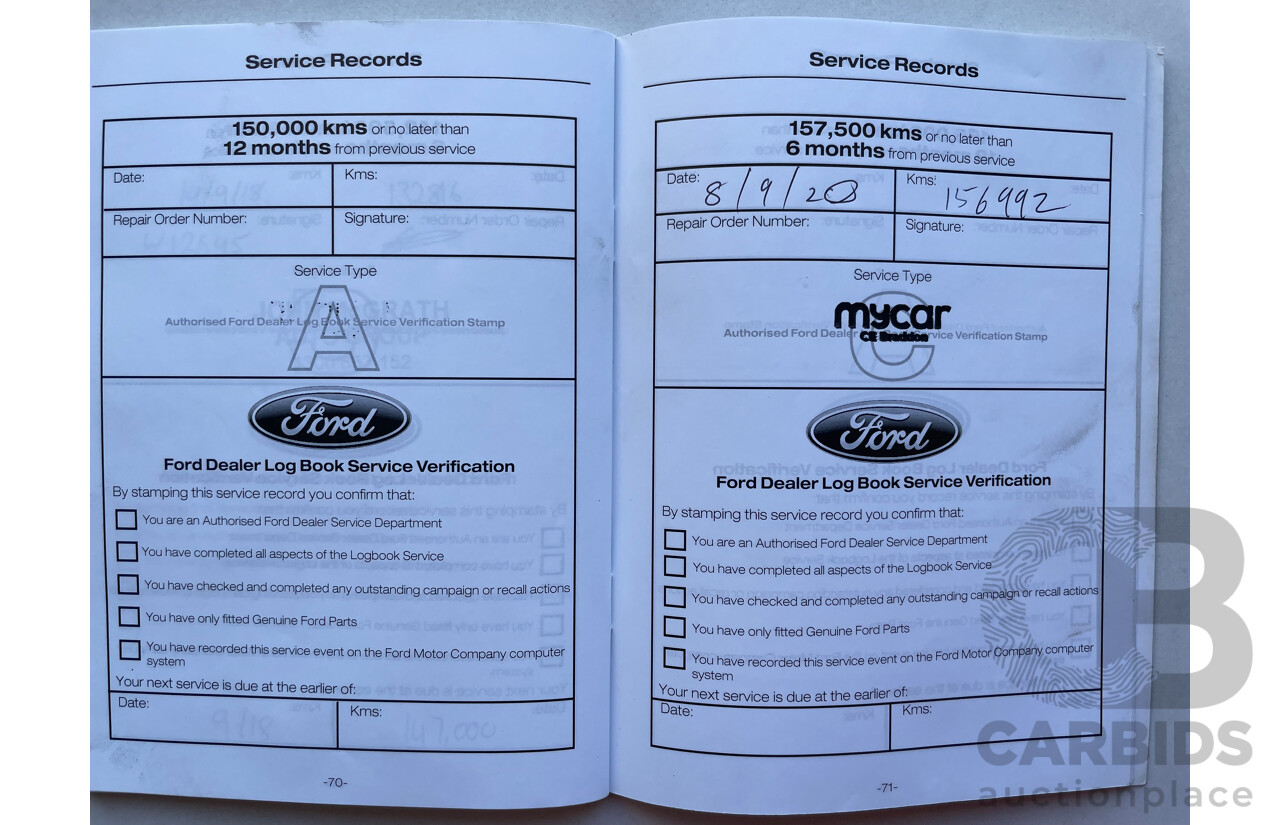 Service Records
150,000 kms or no later than
12 months from previous service
Date:
Kms:
Repair Order Number:
Signature:
Service Type
A
Authorised Ford Dealer Log Book Service Verification Stamp
Ford
Ford Dealer Log Book Service Verification
By stamping this service record you confirm that:
You are an Authorised Ford Dealer Service Department
You have completed all aspects of the Logbook Service
You have checked and completed any outstanding campaign or recall actions
You have only fitted Genuine Ford Parts
You have recorded this service event on the Ford Motor Company computer
system
Your next service is due at the earlier of:
Date:
Kms:
-70-
Service Records
157,500 kms or no later than
6 months from previous service
Date: 8/9/20
Kms: 156992
Repair Order Number:
Signature:
Service Type
C
mycar
Authorised Ford Dealer Service Verification Stamp
Braddon
Ford
Ford Dealer Log Book Service Verification
By stamping this service record you confirm that:
You are an Authorised Ford Dealer Service Department
You have completed all aspects of the Logbook Service
You have checked and completed any outstanding campaign or recall actions
You have only fitted Genuine Ford Parts
You have recorded this service event on the Ford Motor Company computer
system
Your next service is due at the earlier of:
Date:
Kms:
-71-
CB
CARBIDS
auctionplace